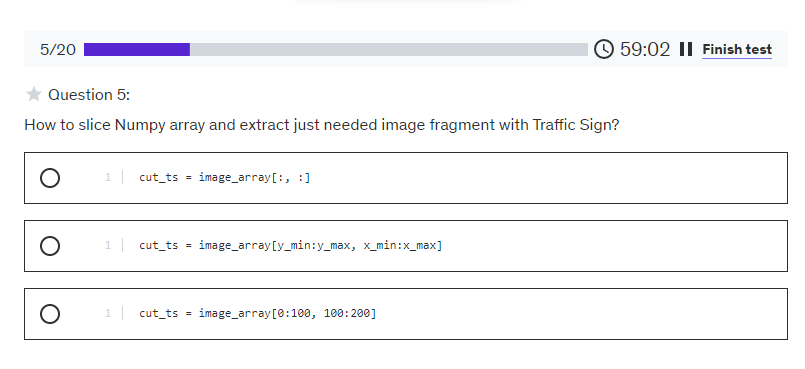 5/20 59:02 Finish test
Question 5:
How to slice Numpy array and extract just needed image fragment with Traffic Sign?
1 cut_ts = image_array[:, :]
1 cut_ts = image_array[y_min:y_max, x_min:x_max]
1 cut_ts = image_array[0:100, 100:200]